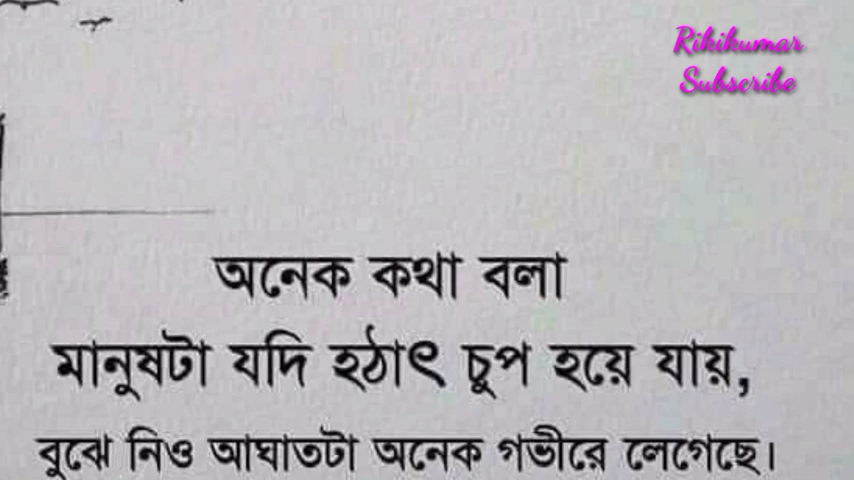 Rikikumar
Subscribe
অনেক কথা বলা
মানুষটা যদি হঠাৎ চুপ হয়ে যায়,
বুঝে নিও আঘাতটা অনেক গভীরে লেগেছে।